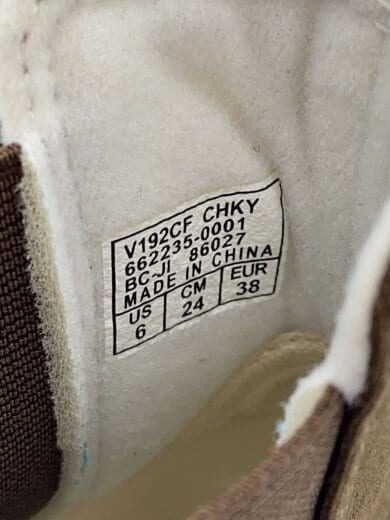 V192CF CHKY
662235-0001
BC-JI 86027
MADE IN CHINA
US CM EUR
6 24 38